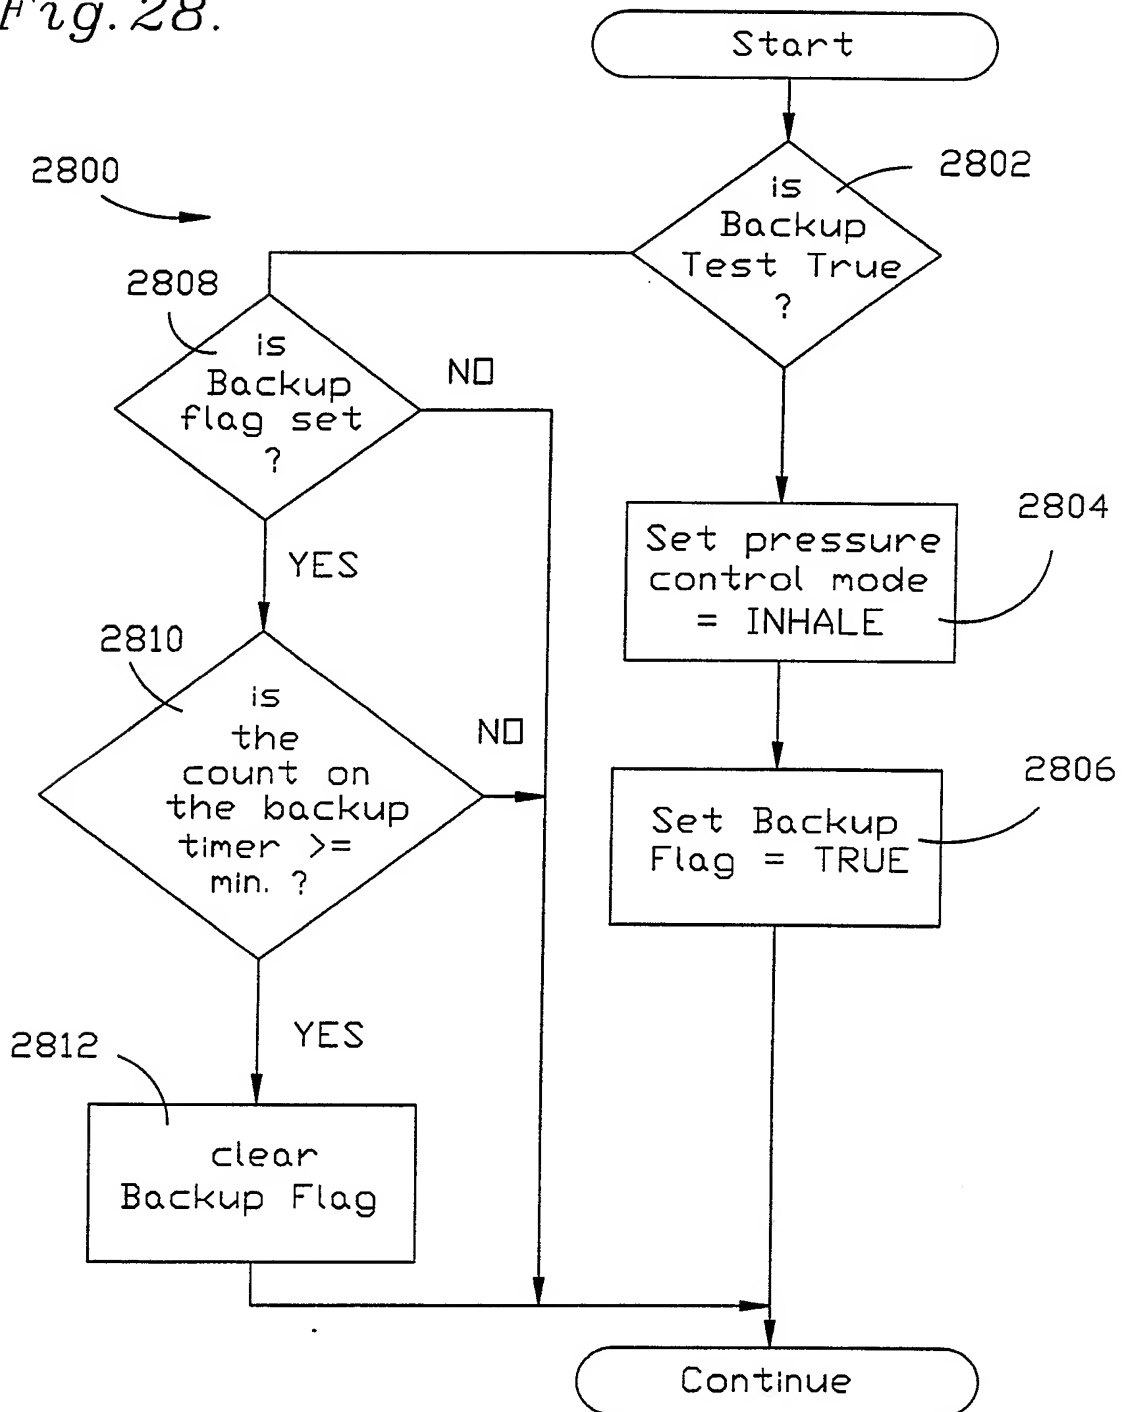 Fig. 28.
Start
2800
2802
is
Backup
Test True
?
2808
is
Backup
flag set
?
NO
YES
2804
Set pressure
control mode
= INHALE
2810
is
the
count on
the backup
timer >=
min. ?
NO
2806
Set Backup
Flag = TRUE
YES
2812
clear
Backup Flag
Continue